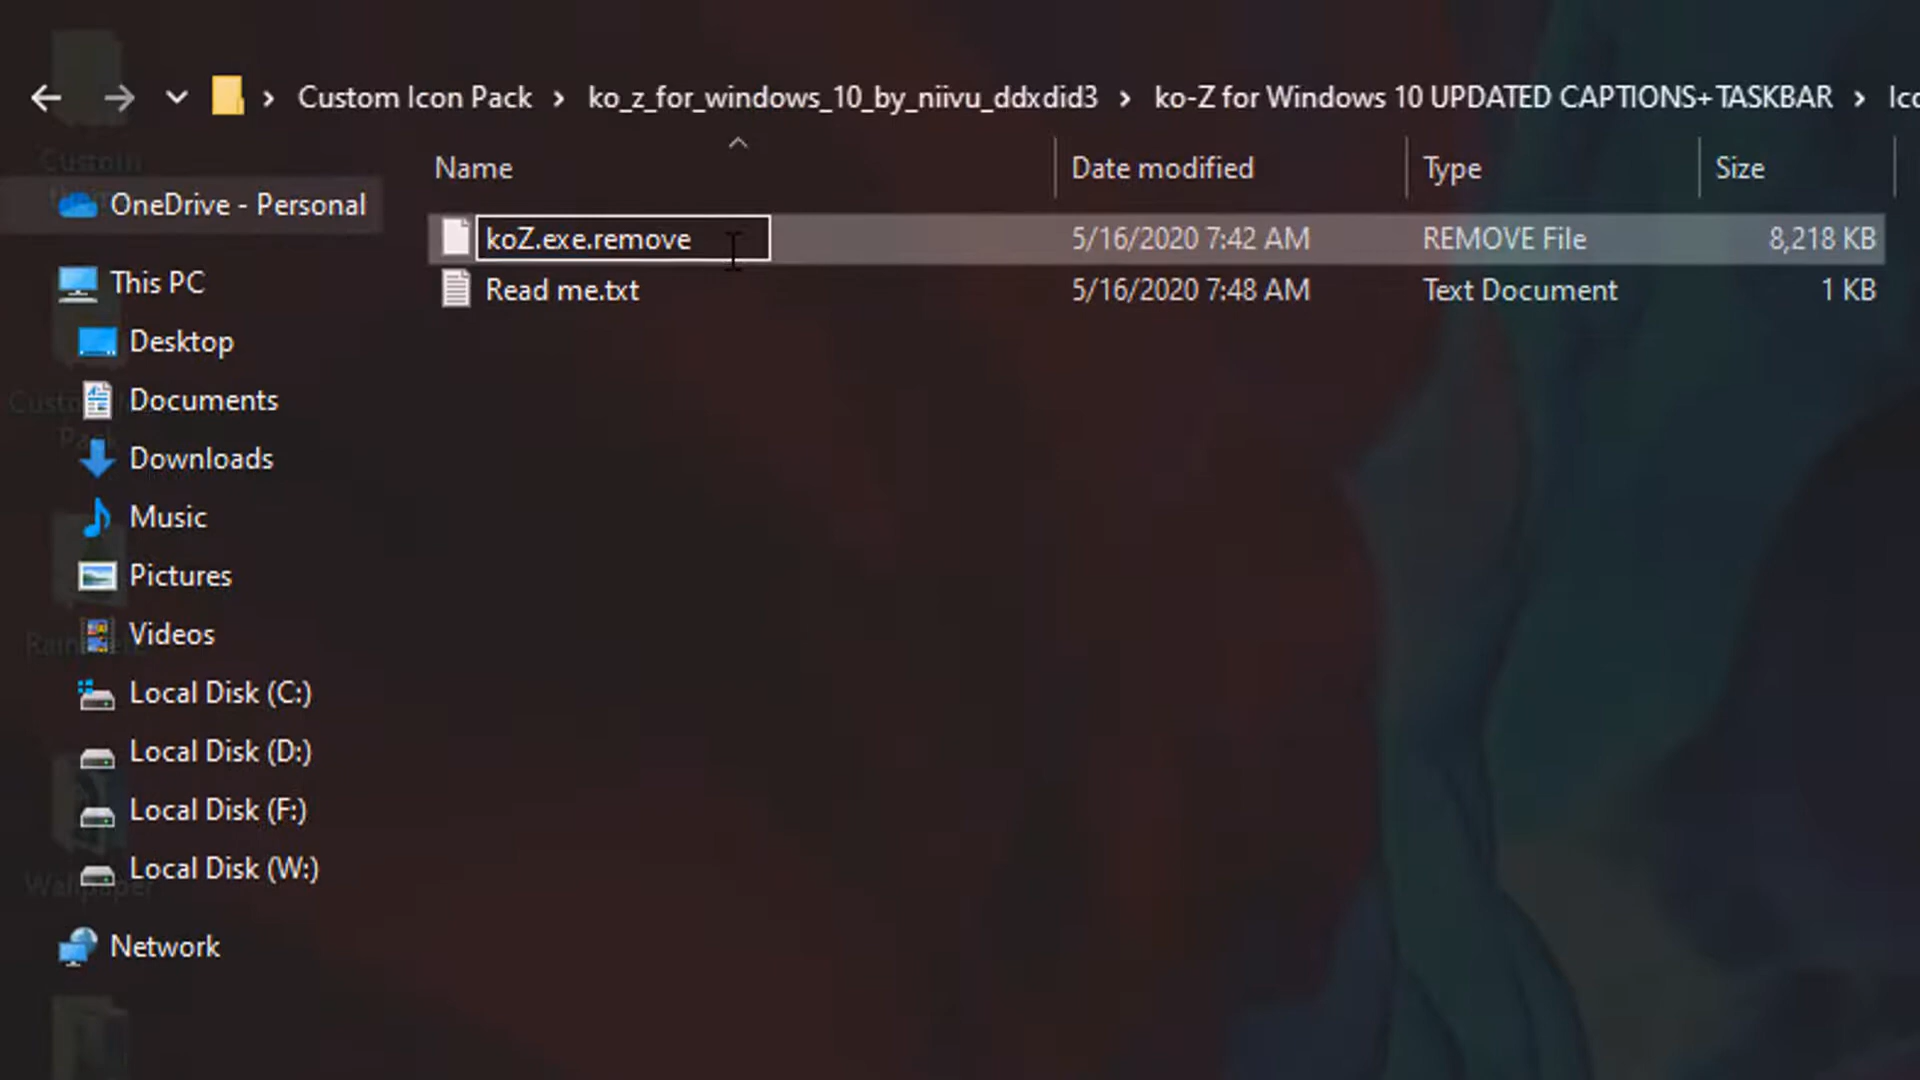 Custom Icon Pack > ko_z_for_windows_10_by_niivu_ddxdid3 > ko-Z for Windows 10 UPDATED CAPTIONS+TASKBAR > Ico
Name Date modified Type Size
koZ.exe.remove 5/16/2020 7:42 AM REMOVE File 8,218 KB
Read me.txt 5/16/2020 7:48 AM Text Document 1 KB
Custom
OneDrive - Personal
This PC
Desktop
Documents
Downloads
Music
Pictures
Videos
Local Disk (C:)
Local Disk (D:)
Local Disk (F:)
Local Disk (W:)
Wallpaper
Network